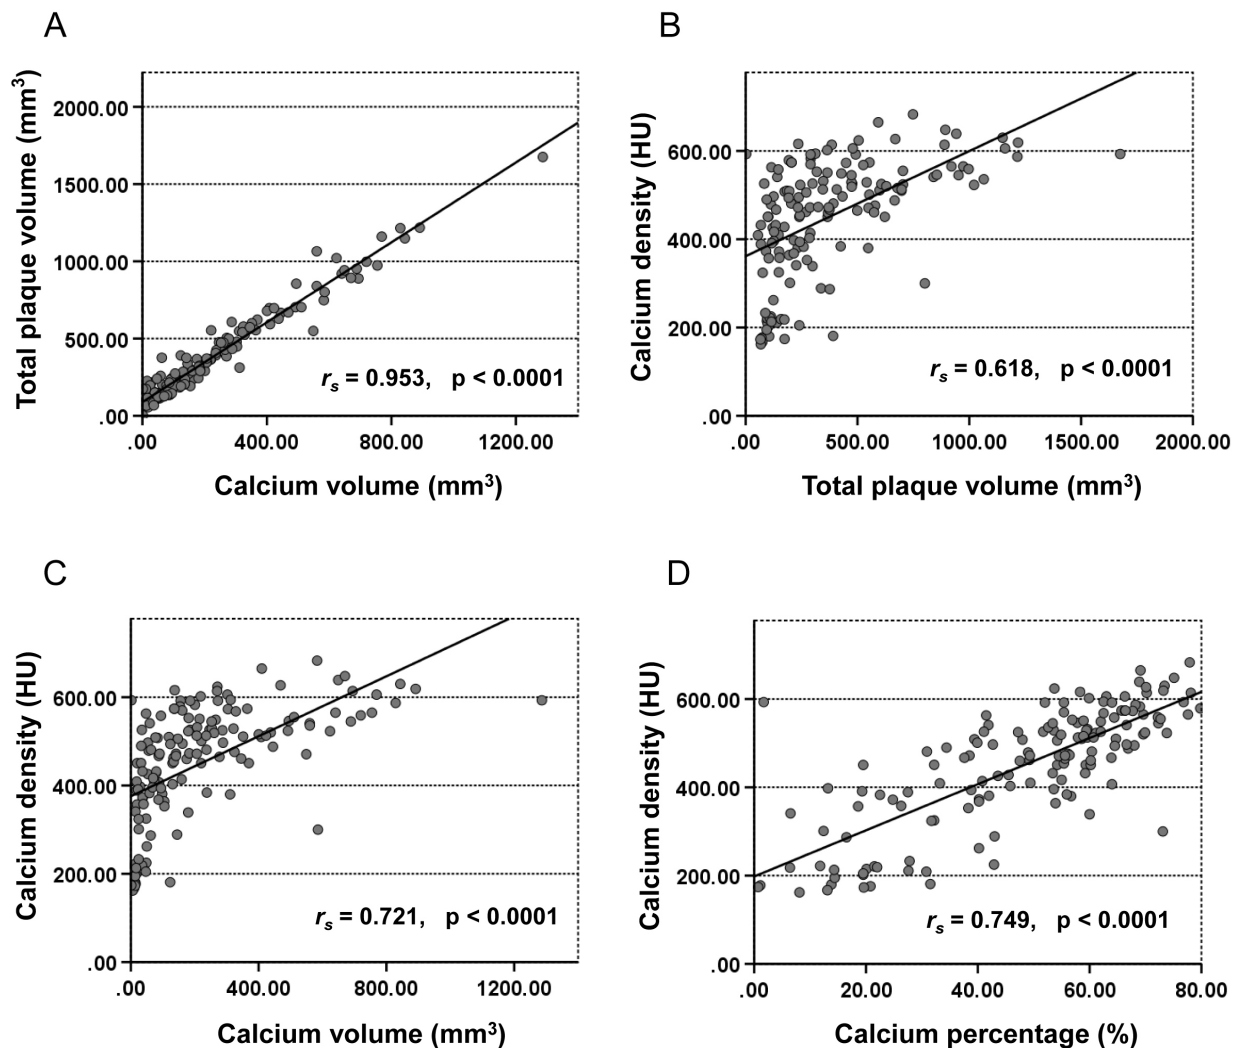 A
Total plaque volume (mm³)
2000.00
1500.00
1000.00
500.00
.00
.00 400.00 800.00 1200.00
Calcium volume (mm³)
rₛ = 0.953, p < 0.0001
B
Calcium density (HU)
600.00
400.00
200.00
.00
.00 500.00 1000.00 1500.00 2000.00
Total plaque volume (mm³)
rₛ = 0.618, p < 0.0001
C
Calcium density (HU)
600.00
400.00
200.00
.00
.00 400.00 800.00 1200.00
Calcium volume (mm³)
rₛ = 0.721, p < 0.0001
D
Calcium density (HU)
600.00
400.00
200.00
.00
.00 20.00 40.00 60.00 80.00
Calcium percentage (%)
rₛ = 0.749, p < 0.0001